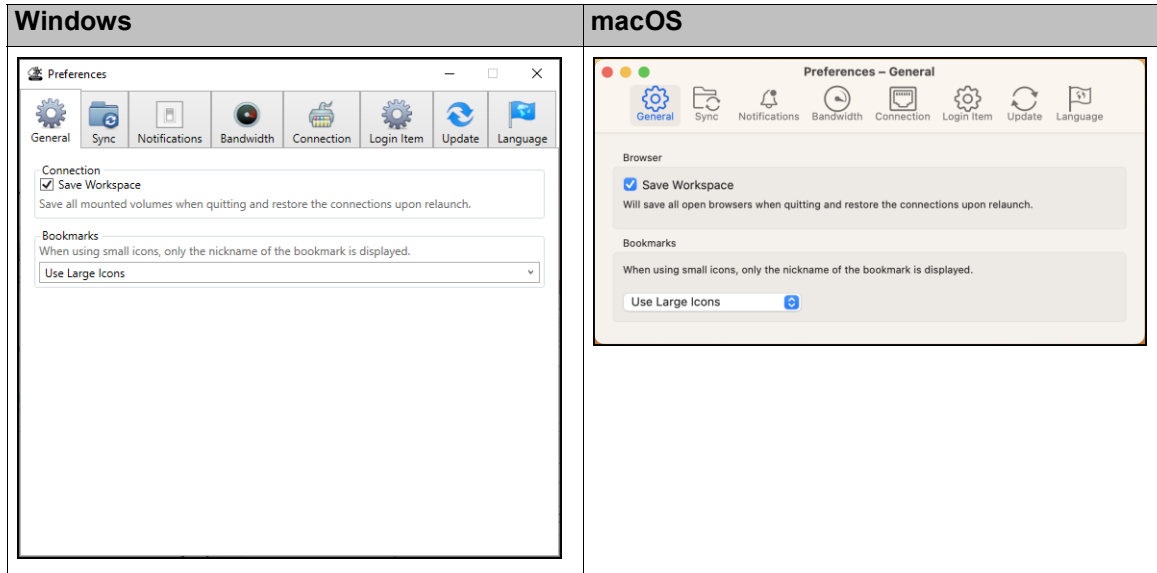 Windows
macOS
Preferences
General Sync Notifications Bandwidth Connection Login Item Update Language
Connection
Save Workspace
Save all mounted volumes when quitting and restore the connections upon relaunch.
Bookmarks
When using small icons, only the nickname of the bookmark is displayed.
Use Large Icons
Preferences – General
General Sync Notifications Bandwidth Connection Login Item Update Language
Browser
Save Workspace
Will save all open browsers when quitting and restore the connections upon relaunch.
Bookmarks
When using small icons, only the nickname of the bookmark is displayed.
Use Large Icons